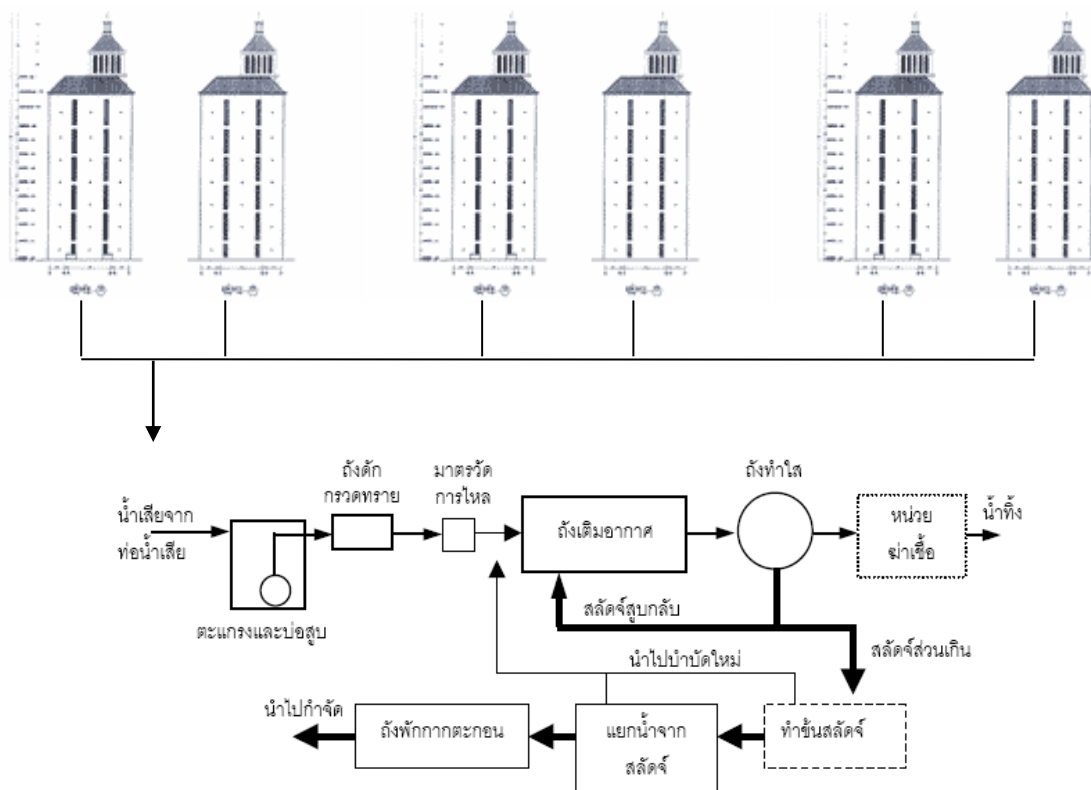 ถังดัก
กรวดทราย
มาตรวัด
การไหล
ถังทำใส
น้ำเสียจาก
ท่อน้ำเสีย
ถังเติมอากาศ
หน่วย
ฆ่าเชื้อ
น้ำทิ้ง
ตะแกรงและบ่อสูบ
สลัดจ์สูบกลับ
สลัดจ์ส่วนเกิน
นำไปบำบัดใหม่
นำไปกำจัด
ถังพักกากตะกอน
แยกน้ำจาก
สลัดจ์
ทำข้นสลัดจ์